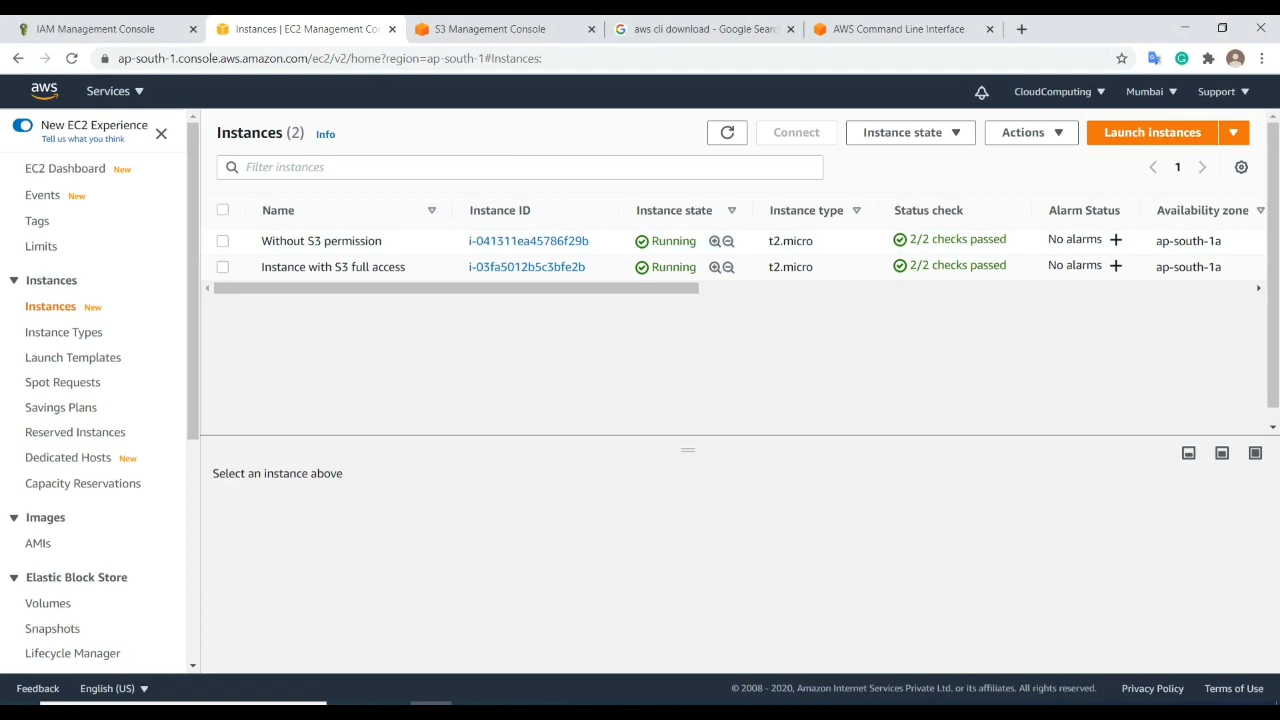 IAM Management Console
Instances | EC2 Management Con
S3 Management Console
aws cli download - Google Searc
AWS Command Line Interface
ap-south-1.console.aws.amazon.com/ec2/v2/home?region=ap-south-1#Instances:
aws
Services
CloudComputing
Mumbai
Support
New EC2 Experience
Tell us what you think
EC2 Dashboard New
Events New
Tags
Limits
Instances
Instances New
Instance Types
Launch Templates
Spot Requests
Savings Plans
Reserved Instances
Dedicated Hosts New
Capacity Reservations
Images
AMIs
Elastic Block Store
Volumes
Snapshots
Lifecycle Manager
Instances (2) Info
Connect
Instance state
Actions
Launch instances
Filter instances
1
Name Instance ID Instance state Instance type Status check Alarm Status Availability zone
Without S3 permission i-041311ea45786f29b Running t2.micro 2/2 checks passed No alarms ap-south-1a
Instance with S3 full access i-03fa5012b5c3bfe2b Running t2.micro 2/2 checks passed No alarms ap-south-1a
Select an instance above
Feedback
English (US)
© 2008 - 2020, Amazon Internet Services Private Ltd. or its affiliates. All rights reserved.
Privacy Policy
Terms of Use